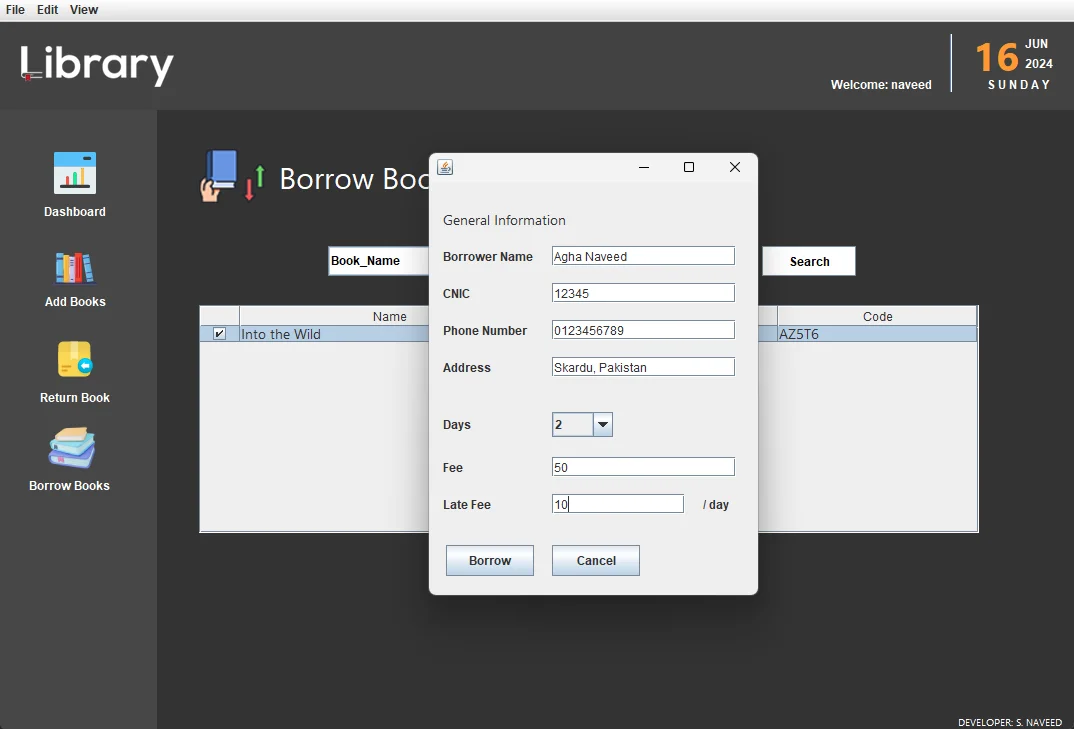 File Edit View
Library
16 JUN
2024
SUNDAY
Welcome: naveed
Dashboard
Add Books
Return Book
Borrow Books
Borrow
Book_Name
Search
Name
Code
Into the Wild
AZ5T6
General Information
Borrower Name Agha Naveed
CNIC 12345
Phone Number 0123456789
Address Skardu, Pakistan
Days 2
Fee 50
Late Fee 10 / day
Borrow Cancel
DEVELOPER: S. NAVEED